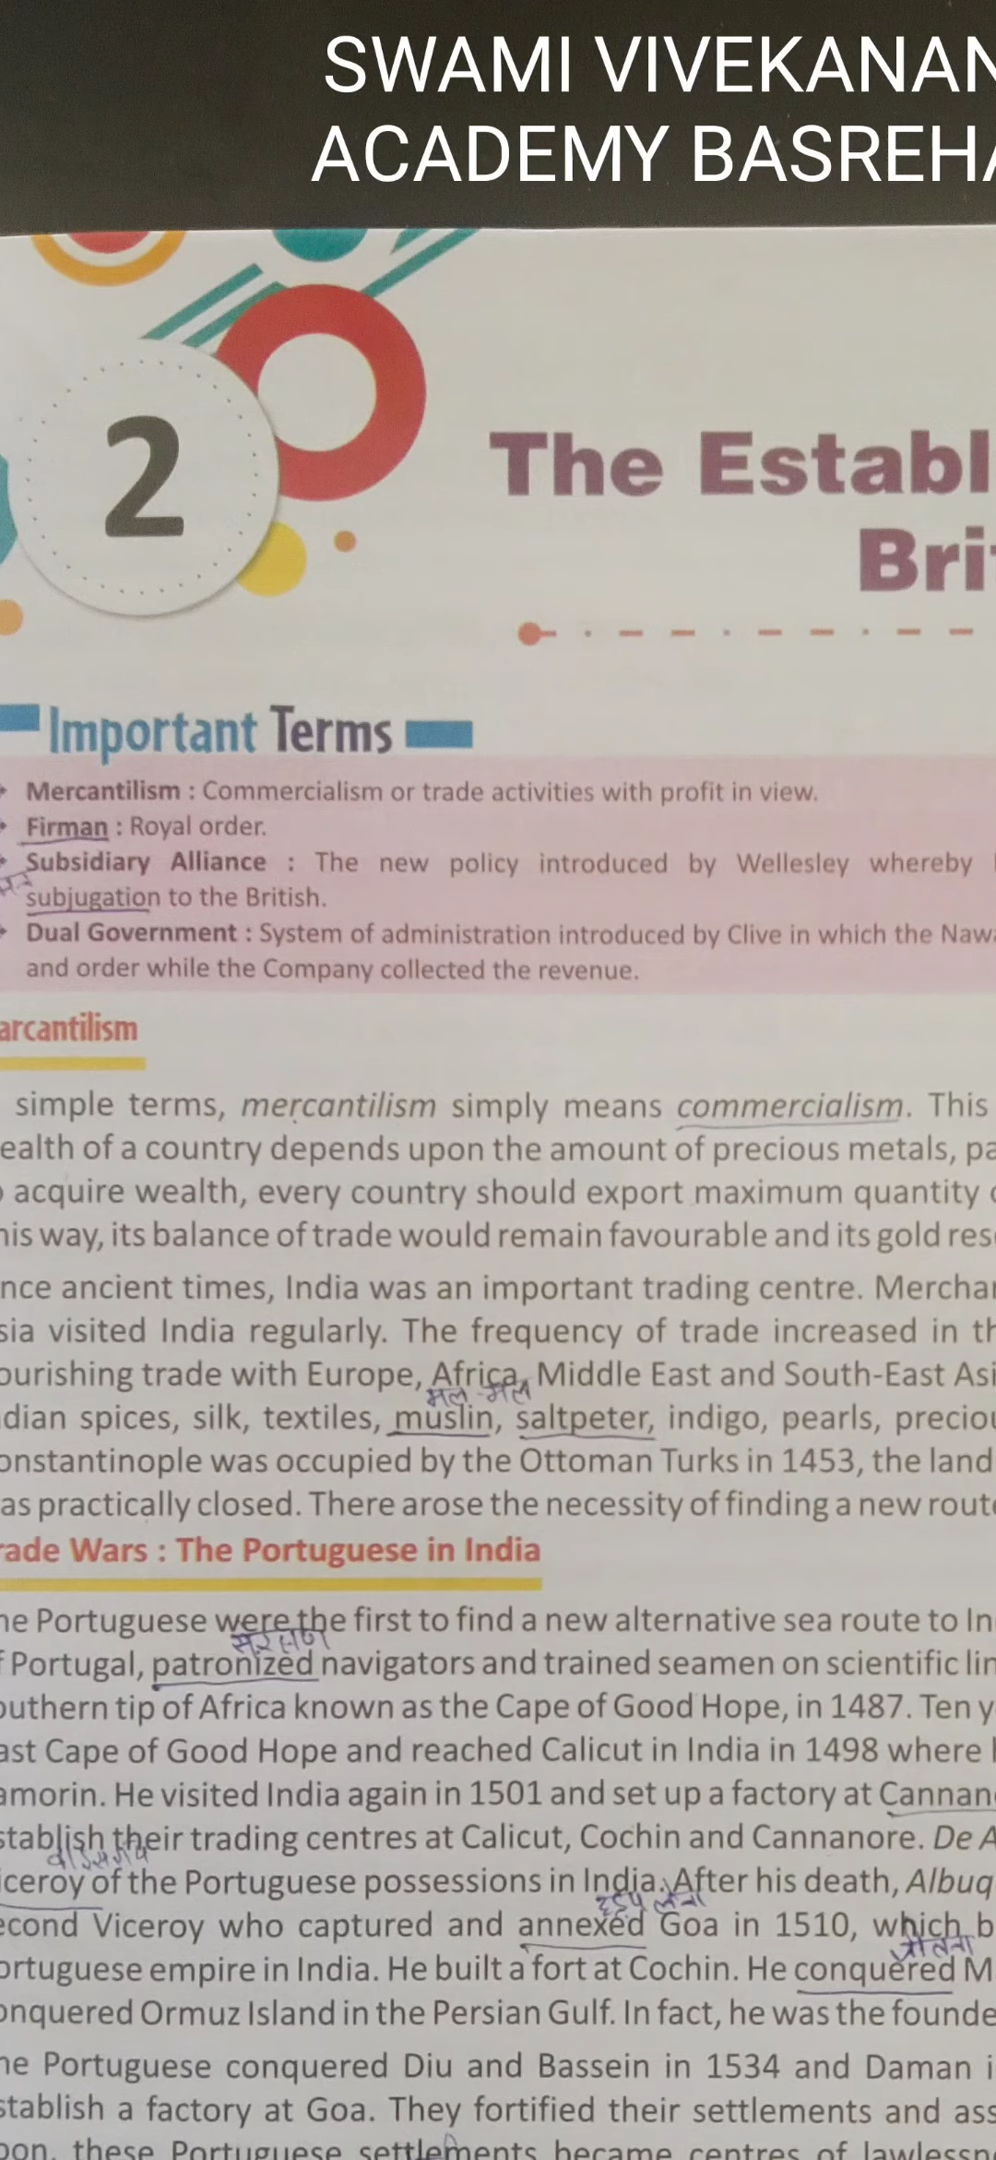 SWAMI VIVEKANAN
ACADEMY BASREHA
2
The Establ
Brit
Important Terms
Mercantilism : Commercialism or trade activities with profit in view.
Firman : Royal order.
Subsidiary Alliance : The new policy introduced by Wellesley whereby
subjugation to the British.
Dual Government : System of administration introduced by Clive in which the Nawa
and order while the Company collected the revenue.
arcantilism
simple terms, mercantilism simply means commercialism. This
ealth of a country depends upon the amount of precious metals, pa
acquire wealth, every country should export maximum quantity
his way, its balance of trade would remain favourable and its gold res
nce ancient times, India was an important trading centre. Merchan
sia visited India regularly. The frequency of trade increased in th
ourishing trade with Europe, Africa, Middle East and South-East Asi
मल-मल
dian spices, silk, textiles, muslin, saltpeter, indigo, pearls, preciou
onstantinople was occupied by the Ottoman Turks in 1453, the land
as practically closed. There arose the necessity of finding a new route
rade Wars : The Portuguese in India
he Portuguese were the first to find a new alternative sea route to In
Portugal, patronized navigators and trained seamen on scientific lin
outhern tip of Africa known as the Cape of Good Hope, in 1487. Ten y
ast Cape of Good Hope and reached Calicut in India in 1498 where
amorin. He visited India again in 1501 and set up a factory at Cannan
stablish their trading centres at Calicut, Cochin and Cannanore. De A
iceroy of the Portuguese possessions in India. After his death, Albuq
हड़प लेना
econd Viceroy who captured and annexed Goa in 1510, which b
जीतना
ortuguese empire in India. He built a fort at Cochin. He conquered M
onquered Ormuz Island in the Persian Gulf. In fact, he was the founde
he Portuguese conquered Diu and Bassein in 1534 and Daman i
stablish a factory at Goa. They fortified their settlements and ass
oon, these Portuguese settlements became centres of lawlessn